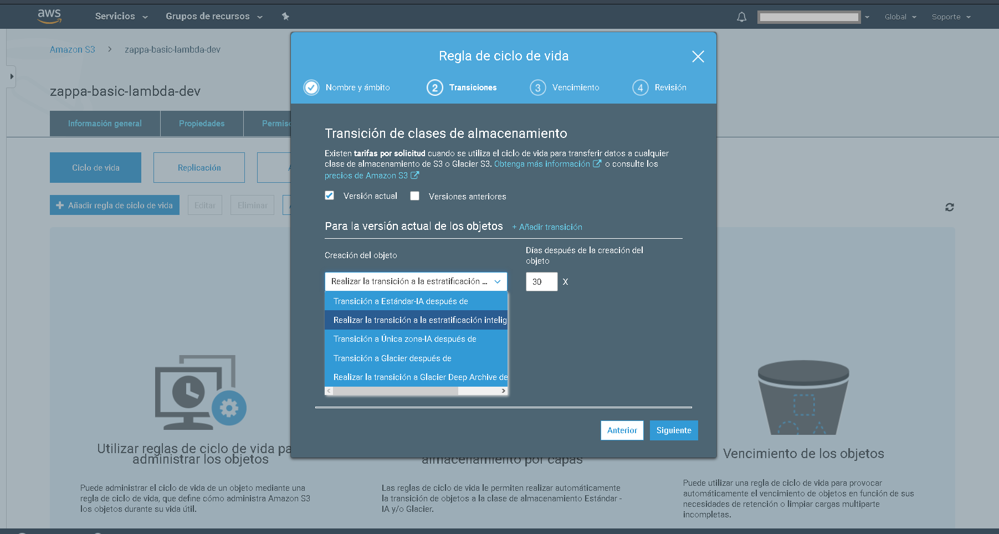 aws
Servicios
Grupos de recursos
Global
Soporte
Amazon S3 > zappa-basic-lambda-dev
zappa-basic-lambda-dev
Información general
Propiedades
Ciclo de vida
Replicación
+ Añadir regla de ciclo de vida
Editar
Eliminar
Regla de ciclo de vida
Nombre y ámbito
2 Transiciones
3 Vencimiento
4 Revisión
Transición de clases de almacenamiento
Existen tarifas por solicitud cuando se utiliza el ciclo de vida para transferir datos a cualquier
clase de almacenamiento de S3 o Glacier S3. Obtenga más información o consulte los
precios de Amazon S3
Versión actual
Versiones anteriores
Para la versión actual de los objetos + Añadir transición
Creación del objeto
Días después de la creación del
objeto
Realizar la transición a la estratificación ...
30 X
Transición a Estándar-IA después de
Realizar la transición a la estratificación intelig
Transición a Única zona-IA después de
Transición a Glacier después de
Realizar la transición a Glacier Deep Archive de
Anterior
Siguiente
Utilizar reglas de ciclo de vida pa
administrar los objetos
Puede administrar el ciclo de vida de un objeto mediante una
regla de ciclo de vida, que define cómo administra Amazon S3
los objetos durante su vida útil.
almacenamiento por capas
Las reglas de ciclo de vida le permiten realizar automáticamente
la transición de objetos a la clase de almacenamiento Estándar -
IA y/o Glacier.
Vencimiento de los objetos
Puede utilizar una regla de ciclo de vida para provocar
automáticamente el vencimiento de objetos en función de sus
necesidades de retención o limpiar cargas multiparte
incompletas.